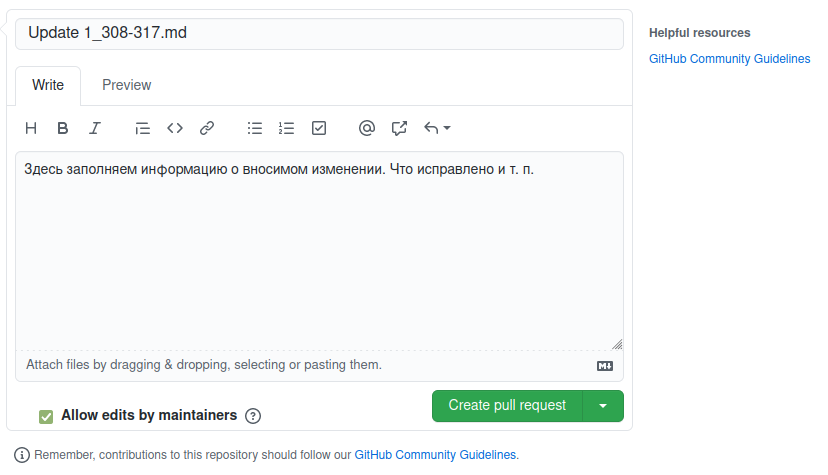 Update 1_308-317.md
Helpful resources
GitHub Community Guidelines
Write
Preview
H B I
@
Здесь заполняем информацию о вносимом изменении. Что исправлено и т. п.
Attach files by dragging & dropping, selecting or pasting them.
M
Create pull request
Allow edits by maintainers ?
Remember, contributions to this repository should follow our GitHub Community Guidelines.